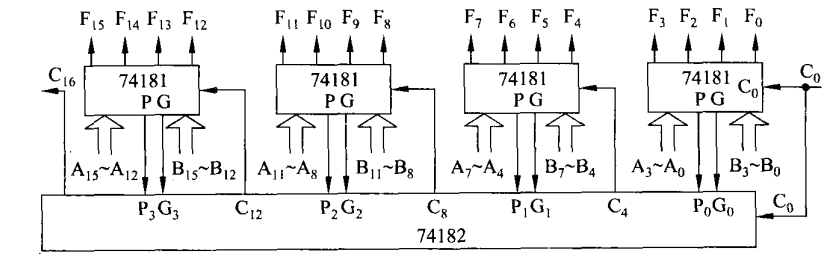 F₁₅ F₁₄ F₁₃ F₁₂ F₁₁ F₁₀ F₉ F₈ F₇ F₆ F₅ F₄ F₃ F₂ F₁ F₀
C₁₆ 74181 74181 74181 74181 C₀
P G P G P G P G C₀
A₁₅~A₁₂ B₁₅~B₁₂ A₁₁~A₈ B₁₁~B₈ A₇~A₄ B₇~B₄ A₃~A₀ B₃~B₀
P₃G₃ C₁₂ P₂G₂ C₈ P₁G₁ C₄ P₀G₀ C₀
74182